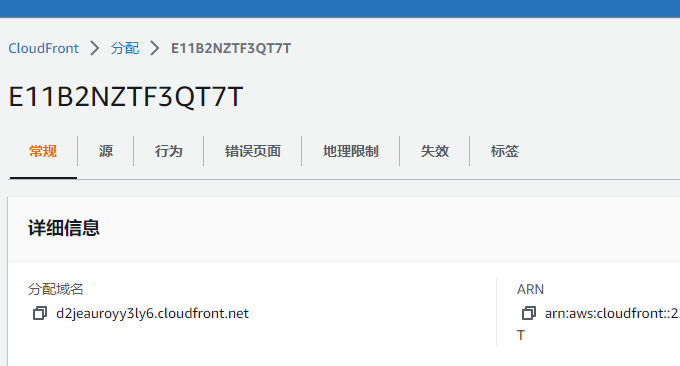 CloudFront > 分配 > E11B2NZTF3QT7T
E11B2NZTF3QT7T
常规 源 行为 错误页面 地理限制 失效 标签
详细信息
分配域名 ARN
d2jeauroyy3ly6.cloudfront.net arn:aws:cloudfront::2
T